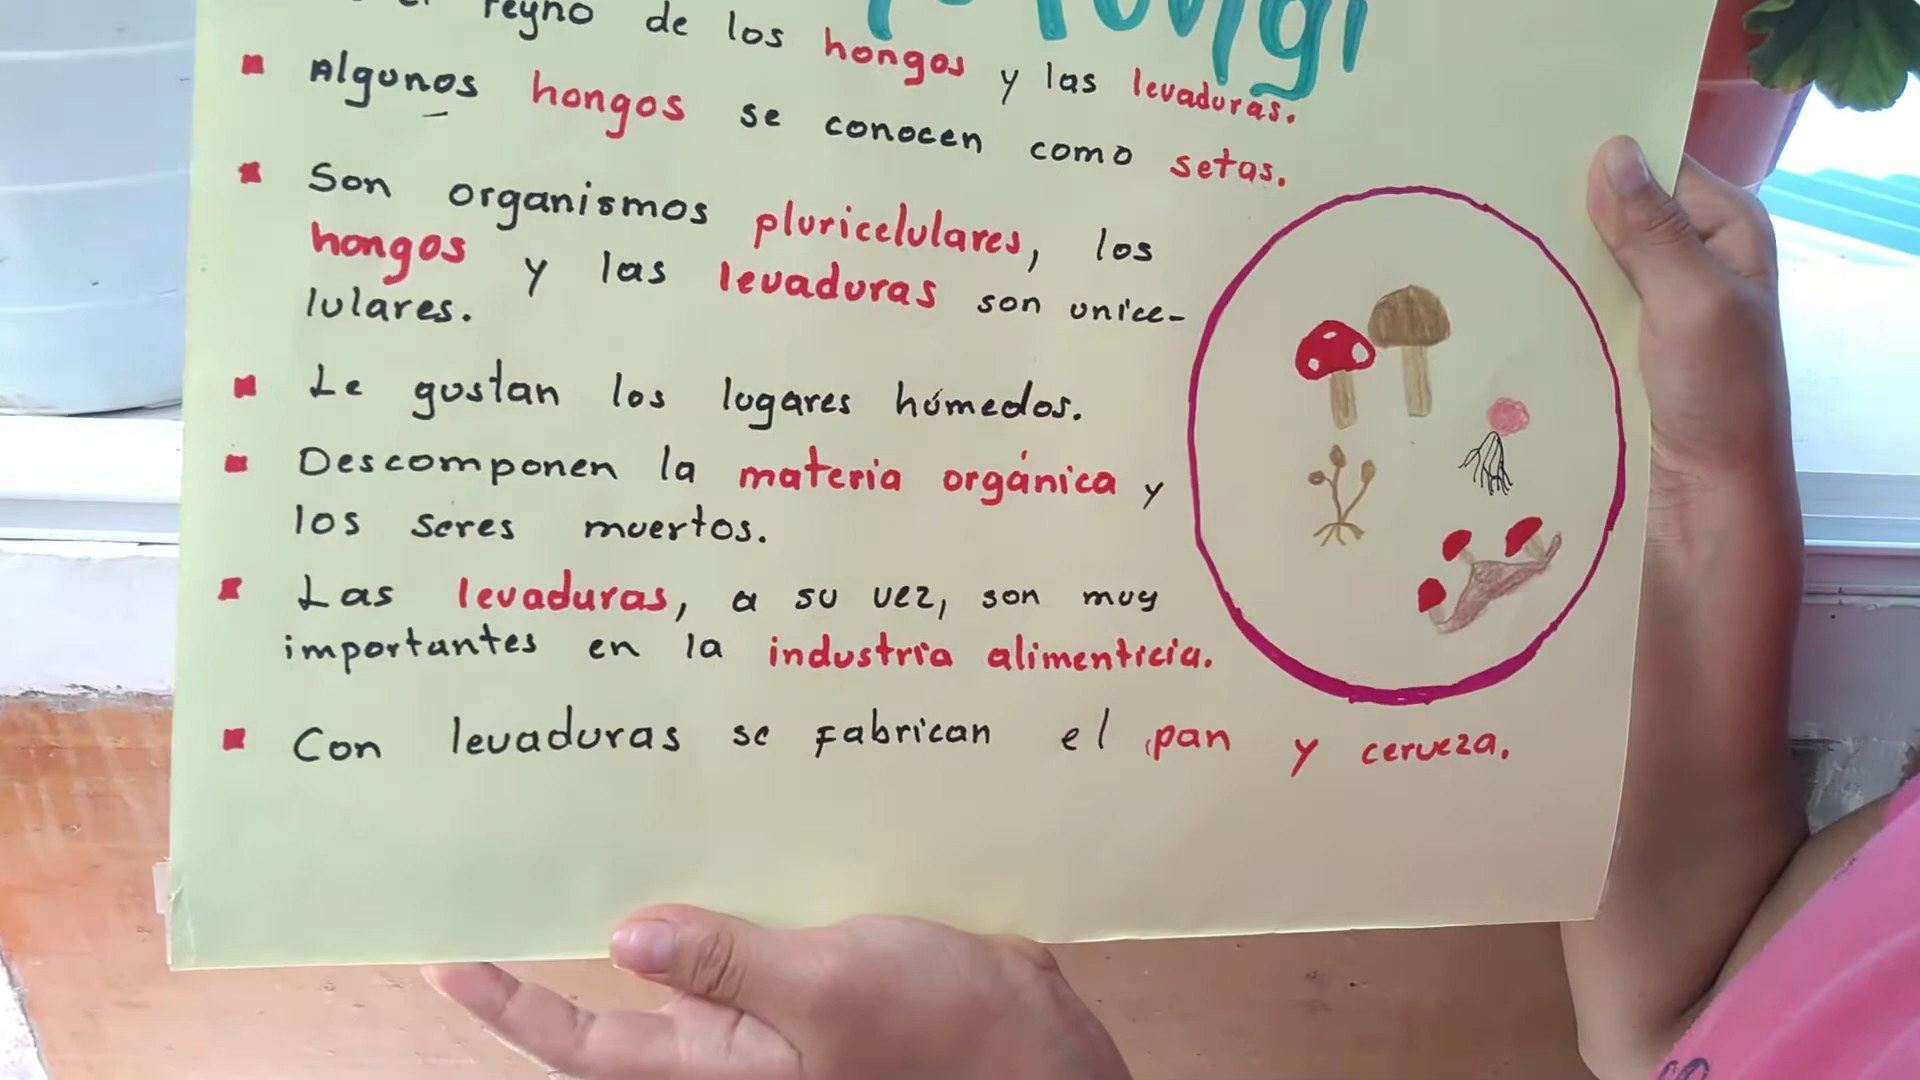 Fungi
el reyno de los hongos y las levaduras.
Algunos hongos se conocen como setas.
Son organismos pluricelulares, los
hongos y las levaduras son unice-
lulares.
Le gustan los lugares húmedos.
Descomponen la materia orgánica y
los seres muertos.
Las levaduras, a su vez, son muy
importantes en la industria alimenticia.
Con levaduras se fabrican el pan y cerveza.